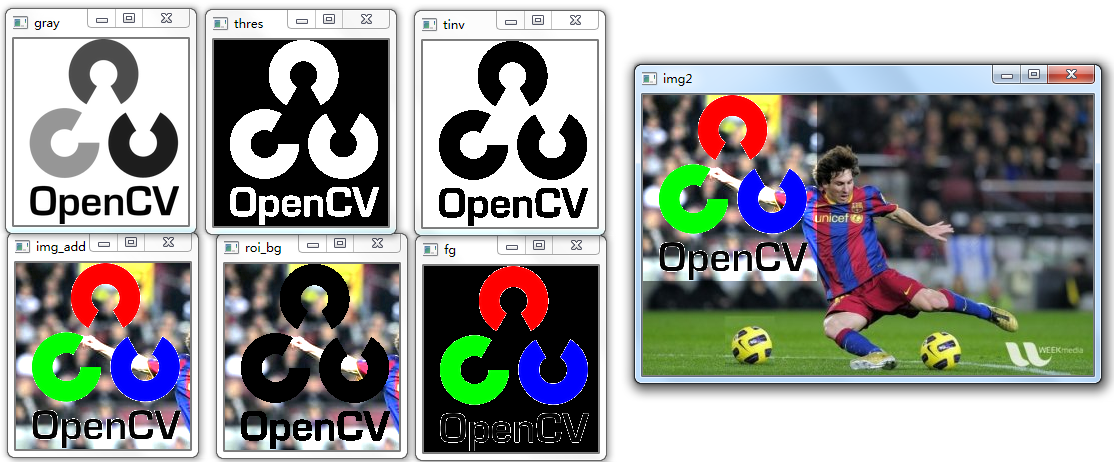 gray
OpenCV
thres
OpenCV
tinv
OpenCV
img_add
OpenCV
roi_bg
OpenCV
fg
OpenCV
img2
OpenCV
unicef
WEEKmedia